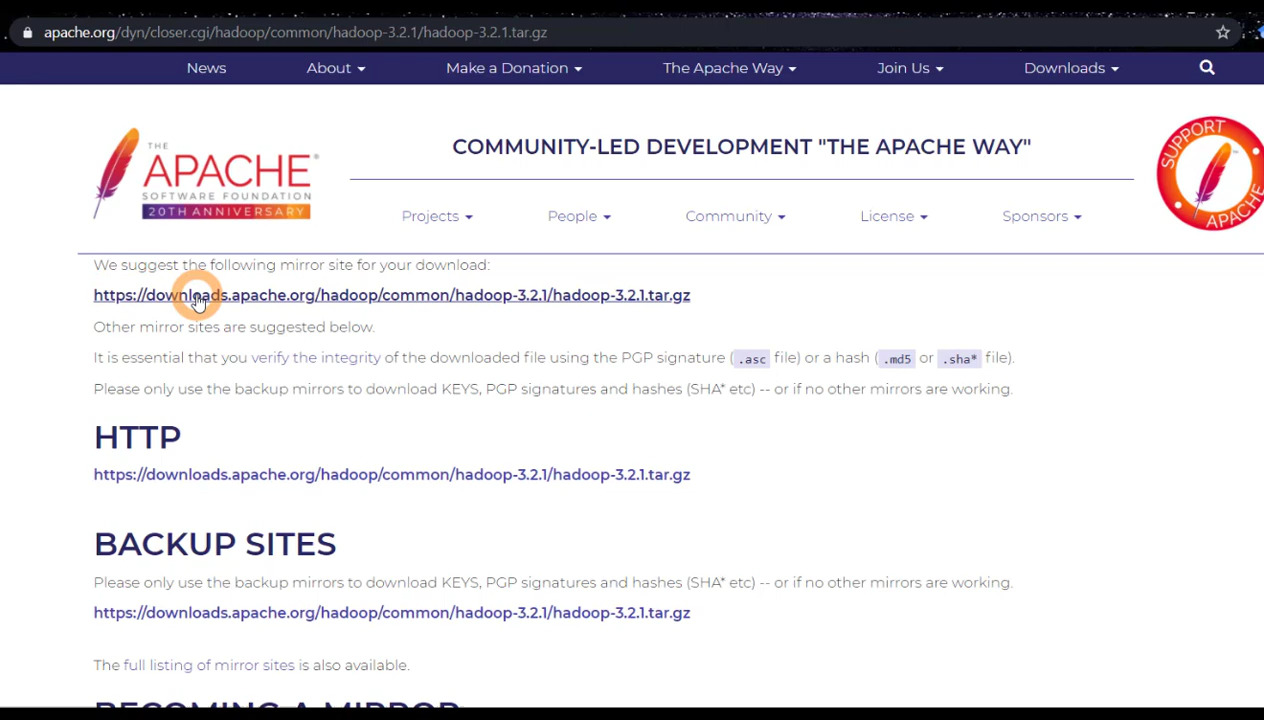 apache.org/dyn/closer.cgi/hadoop/common/hadoop-3.2.1/hadoop-3.2.1.tar.gz
News About Make a Donation The Apache Way Join Us Downloads
THE
APACHE®
SOFTWARE FOUNDATION
20TH ANNIVERSARY
COMMUNITY-LED DEVELOPMENT "THE APACHE WAY"
SUPPORT
APACHE
Projects People Community License Sponsors
We suggest the following mirror site for your download:
https://downloads.apache.org/hadoop/common/hadoop-3.2.1/hadoop-3.2.1.tar.gz
Other mirror sites are suggested below.
It is essential that you verify the integrity of the downloaded file using the PGP signature ( .asc file) or a hash ( .md5 or .sha* file).
Please only use the backup mirrors to download KEYS, PGP signatures and hashes (SHA* etc) -- or if no other mirrors are working.
HTTP
https://downloads.apache.org/hadoop/common/hadoop-3.2.1/hadoop-3.2.1.tar.gz
BACKUP SITES
Please only use the backup mirrors to download KEYS, PGP signatures and hashes (SHA* etc) -- or if no other mirrors are working.
https://downloads.apache.org/hadoop/common/hadoop-3.2.1/hadoop-3.2.1.tar.gz
The full listing of mirror sites is also available.
BECOMING A MIRROR